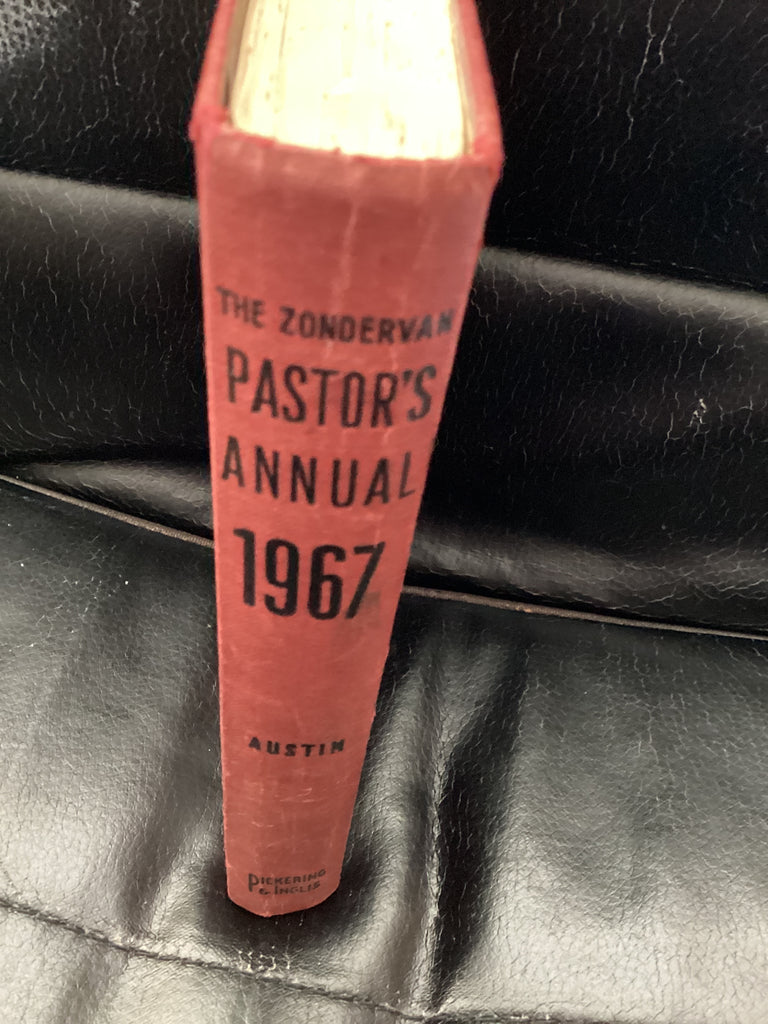 THE ZONDERVAN
PASTOR'S
ANNUAL
1967
AUSTIN
PICKERING
& INGLIS